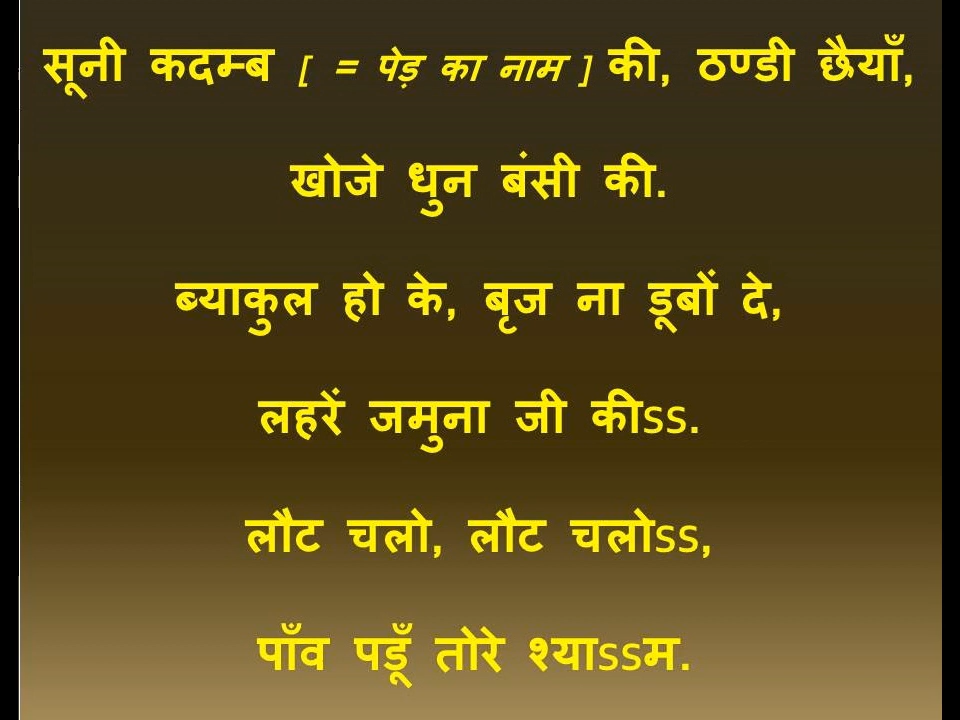 सूनी कदम्ब [ = पेड़ का नाम ] की, ठण्डी छैयाँ,
खोजे धुन बंसी की.
ब्याकुल हो के, बृज ना डूबों दे,
लहरें जमुना जी कीSS.
लौट चलो, लौट चलोSS,
पाँव पड़ूँ तोरे श्याSSम.